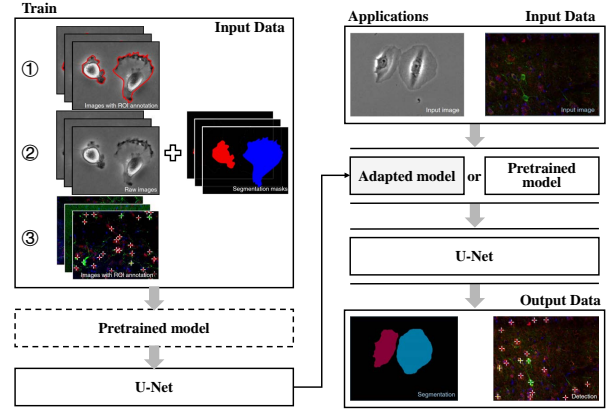 Train
Input Data
①
Images with ROI annotation
②
Raw images
Segmentation masks
③
Images with ROI annotation
Pretrained model
U-Net
Applications
Input Data
Input image
Input image
Adapted model
or
Pretrained
model
U-Net
Output Data
Segmentation
Detection